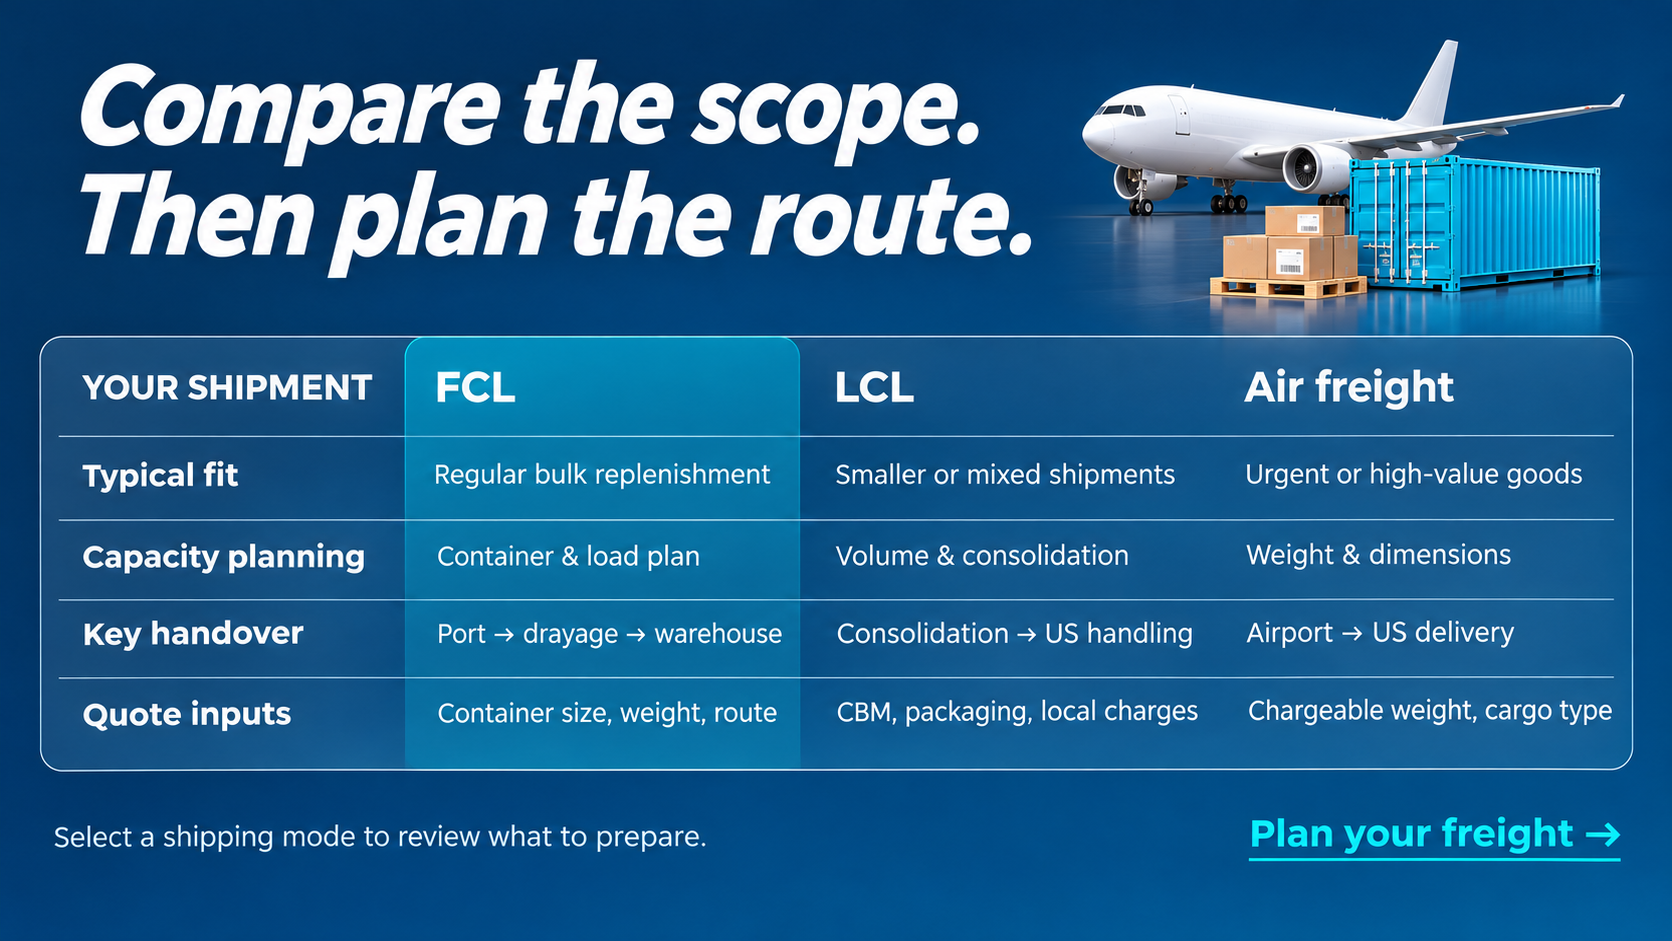 Compare the scope.
Then plan the route.
YOUR SHIPMENT FCL LCL Air freight
Typical fit Regular bulk replenishment Smaller or mixed shipments Urgent or high-value goods
Capacity planning Container & load plan Volume & consolidation Weight & dimensions
Key handover Port → drayage → warehouse Consolidation → US handling Airport → US delivery
Quote inputs Container size, weight, route CBM, packaging, local charges Chargeable weight, cargo type
Select a shipping mode to review what to prepare. Plan your freight →